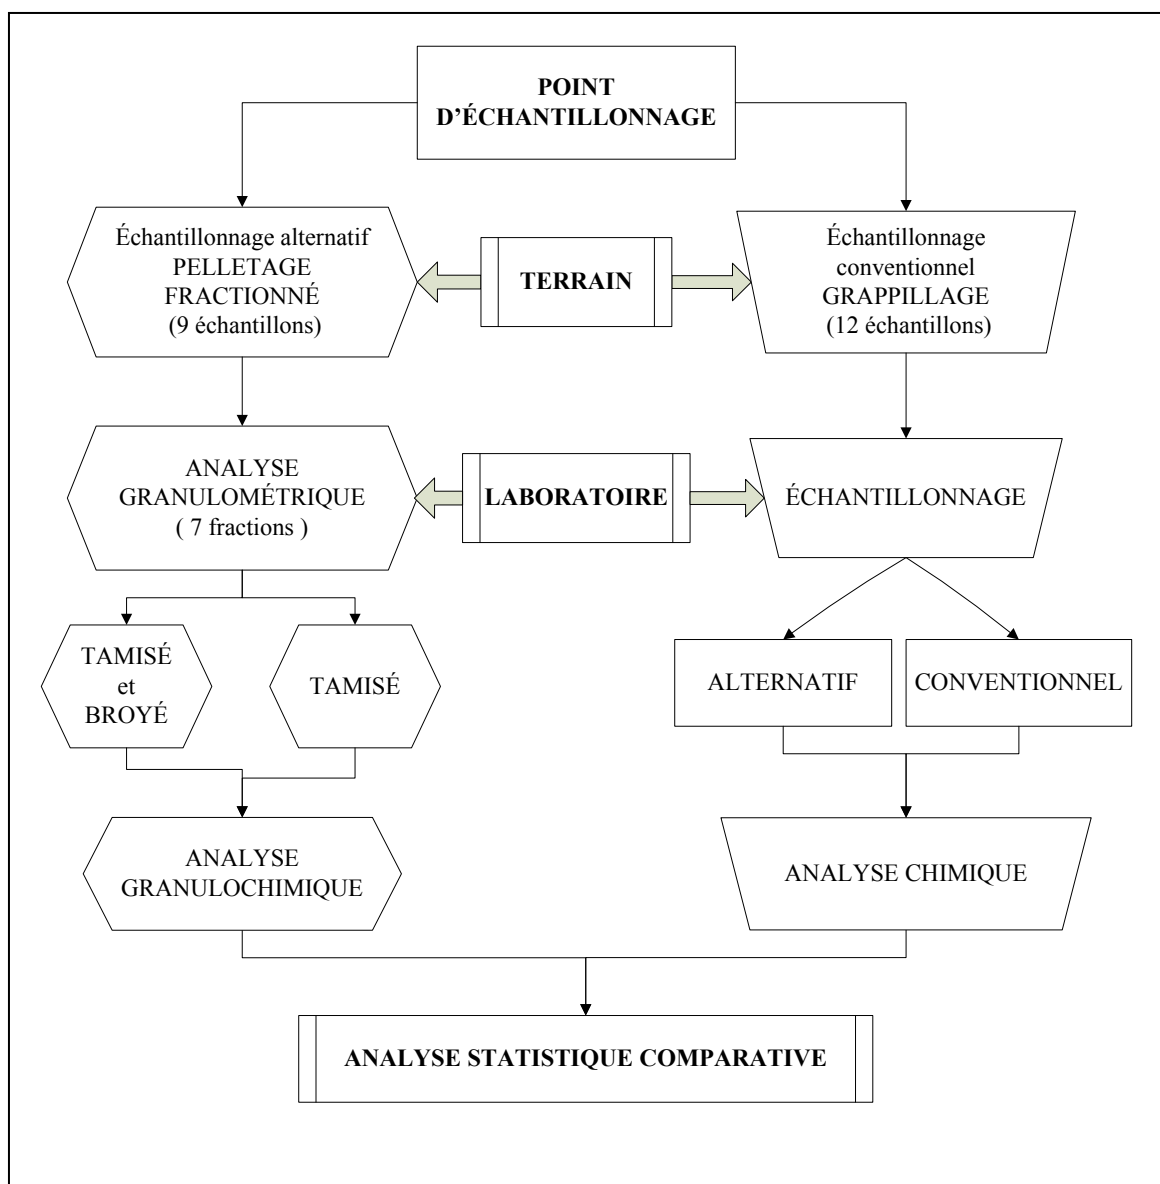 POINT
D'ÉCHANTILLONNAGE
Échantillonnage alternatif
PELLETAGE
FRACTIONNÉ
(9 échantillons)
TERRAIN
Échantillonnage
conventionnel
GRAPPILLAGE
(12 échantillons)
ANALYSE
GRANULOMÉTRIQUE
( 7 fractions )
LABORATOIRE
ÉCHANTILLONNAGE
TAMISÉ
et
BROYÉ
TAMISÉ
ALTERNATIF
CONVENTIONNEL
ANALYSE
GRANULOCHIMIQUE
ANALYSE CHIMIQUE
ANALYSE STATISTIQUE COMPARATIVE